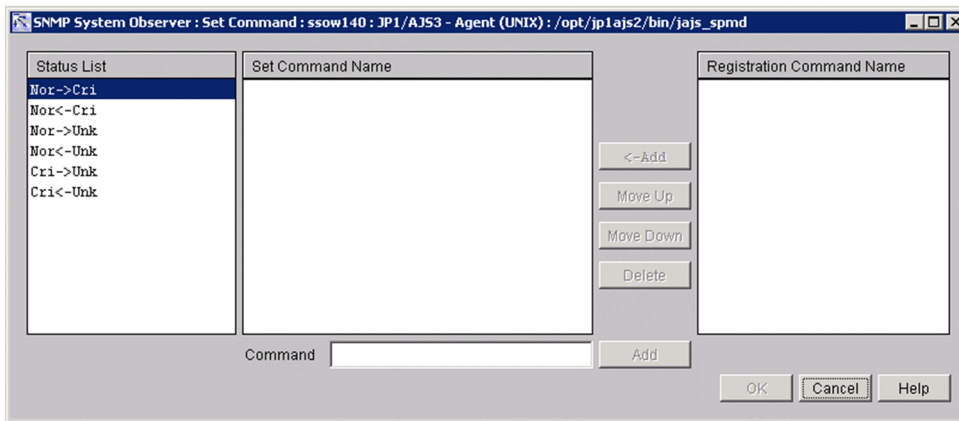 SNMP System Observer : Set Command : ssow140 : JP1/AJS3 - Agent (UNIX) : /opt/jp1ajs2/bin/jajs_spmd
Status List
Set Command Name
Registration Command Name
Nor->Cri
Nor<-Cri
Nor->Unk
Nor<-Unk
Cri->Unk
Cri<-Unk
<-Add
Move Up
Move Down
Delete
Command
Add
OK
Cancel
Help